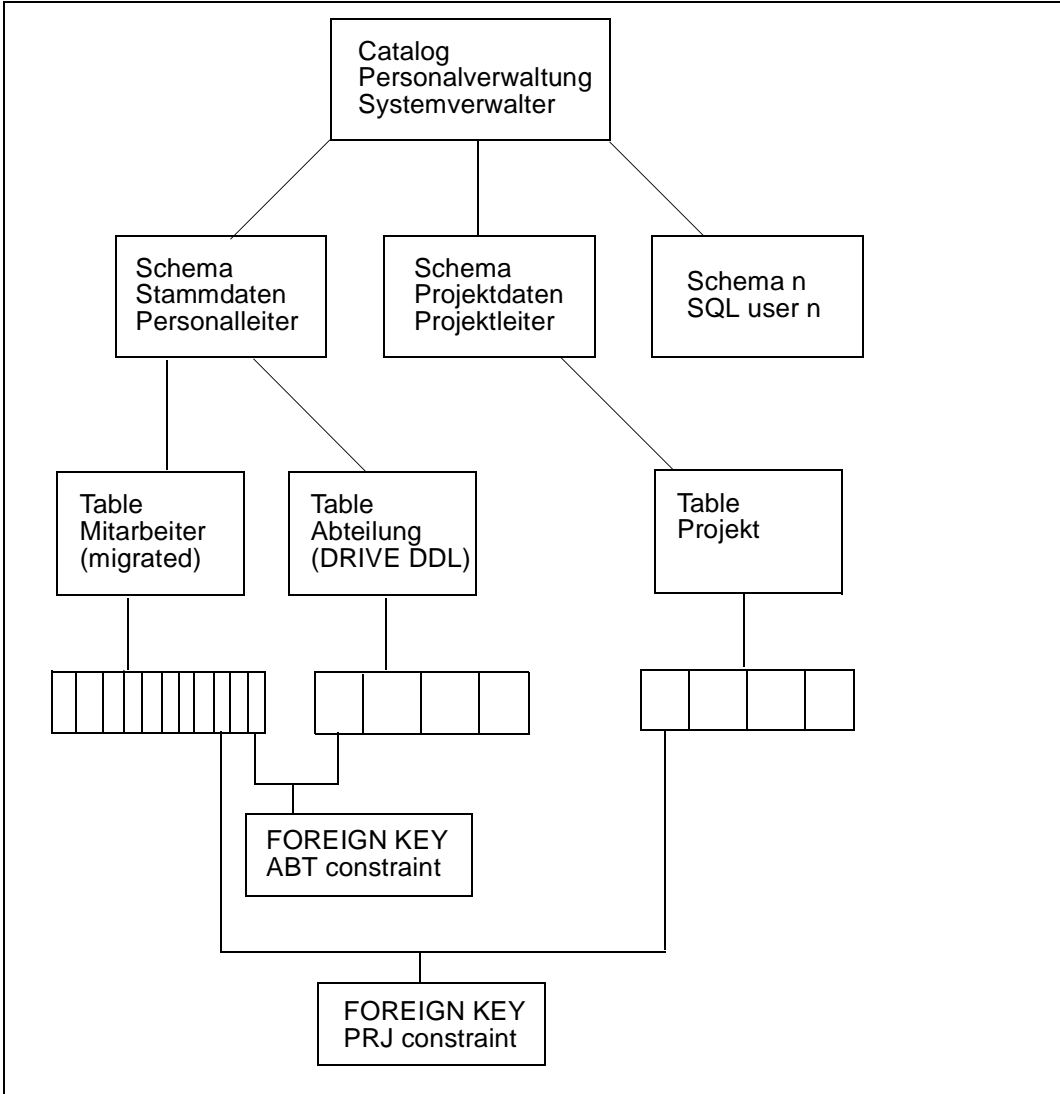 Catalog
Personalverwaltung
Systemverwalter
Schema
Stammdaten
Personalleiter
Schema
Projektdaten
Projektleiter
Schema n
SQL user n
Table
Mitarbeiter
(migrated)
Table
Abteilung
(DRIVE DDL)
Table
Projekt
FOREIGN KEY
ABT constraint
FOREIGN KEY
PRJ constraint